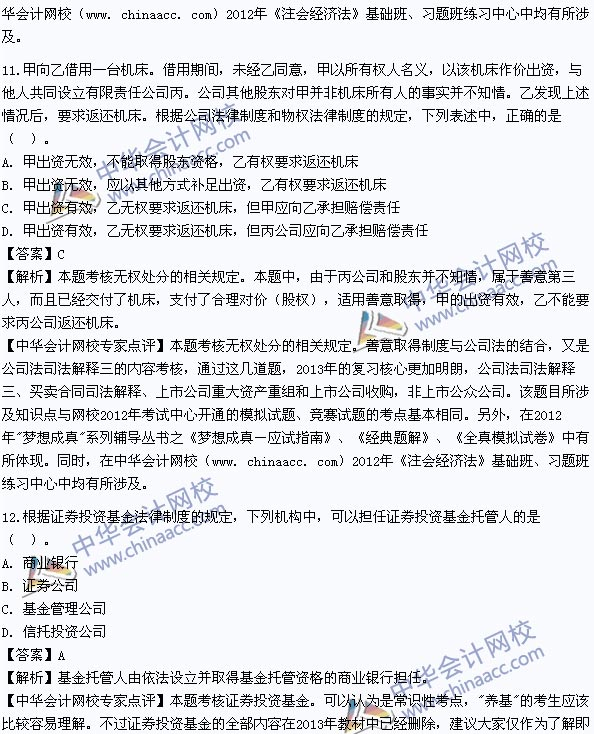 华会计网校（www. chinaacc. com）2012年《注会经济法》基础班、习题班练习中心中均有所涉
及。
11.甲向乙借用一台机床。借用期间，未经乙同意，甲以所有权人名义，以该机床作价出资，与
他人共同设立有限责任公司丙。公司其他股东对甲并非机床所有人的事实并不知情。乙发现上述
情况后，要求返还机床。根据公司法律制度和物权法律制度的规定，下列表述中，正确的是
（ ）。
A. 甲出资无效，不能取得股东资格，乙有权要求返还机床
B. 甲出资无效，应以其他方式补足出资，乙有权要求返还机床
C. 甲出资有效，乙无权要求返还机床，但甲应向乙承担赔偿责任
D. 甲出资有效，乙无权要求返还机床，但丙公司应向乙承担赔偿责任
【答案】C
【解析】本题考核无权处分的相关规定。本题中，由于丙公司和股东并不知情，属于善意第三
人，而且已经交付了机床，支付了合理对价（股权），适用善意取得，甲的出资有效，乙不能要
求丙公司返还机床。
【中华会计网校专家点评】本题考核无权处分的相关规定。善意取得制度与公司法的结合，又是
公司法司法解释三的内容考核，通过这几道题，2013年的复习核心更加明朗，公司法司法解释
三、买卖合同司法解释、上市公司重大资产重组和上市公司收购，非上市公众公司。该题目所涉
及知识点与网校2012年考试中心开通的模拟试题、竞赛试题的考点基本相同。另外，在2012
年"梦想成真"系列辅导丛书之《梦想成真－应试指南》、《经典题解》、《全真模拟试卷》中有
所体现。同时，在中华会计网校（www. chinaacc. com）2012年《注会经济法》基础班、习题班
练习中心中均有所涉及。
12.根据证券投资基金法律制度的规定，下列机构中，可以担任证券投资基金托管人的是
（ ）。
A. 商业银行
B. 证券公司
C. 基金管理公司
D. 信托投资公司
【答案】A
【解析】基金托管人由依法设立并取得基金托管资格的商业银行担任。
【中华会计网校专家点评】本题考核证券投资基金。可以认为是常识性考点，"养基"的考生应该
比较容易理解。不过证券投资基金的全部内容在2013年教材中已经删除，建议大家仅作为了解即
中华会计网校
www.chinaacc.com
中华会计网校
www.chinaacc.com
中华会计网校
www.chinaacc.com
中华会计网校
www.chinaacc.com